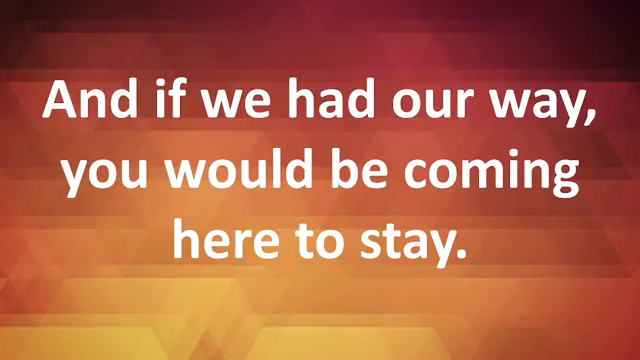 And if we had our way,
you would be coming
here to stay.